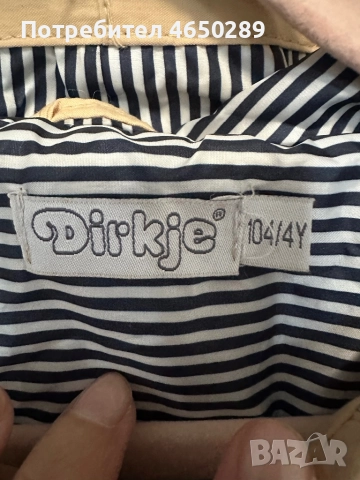 Потребител 4650289
Dirkje®
104/4Y
BAZAR